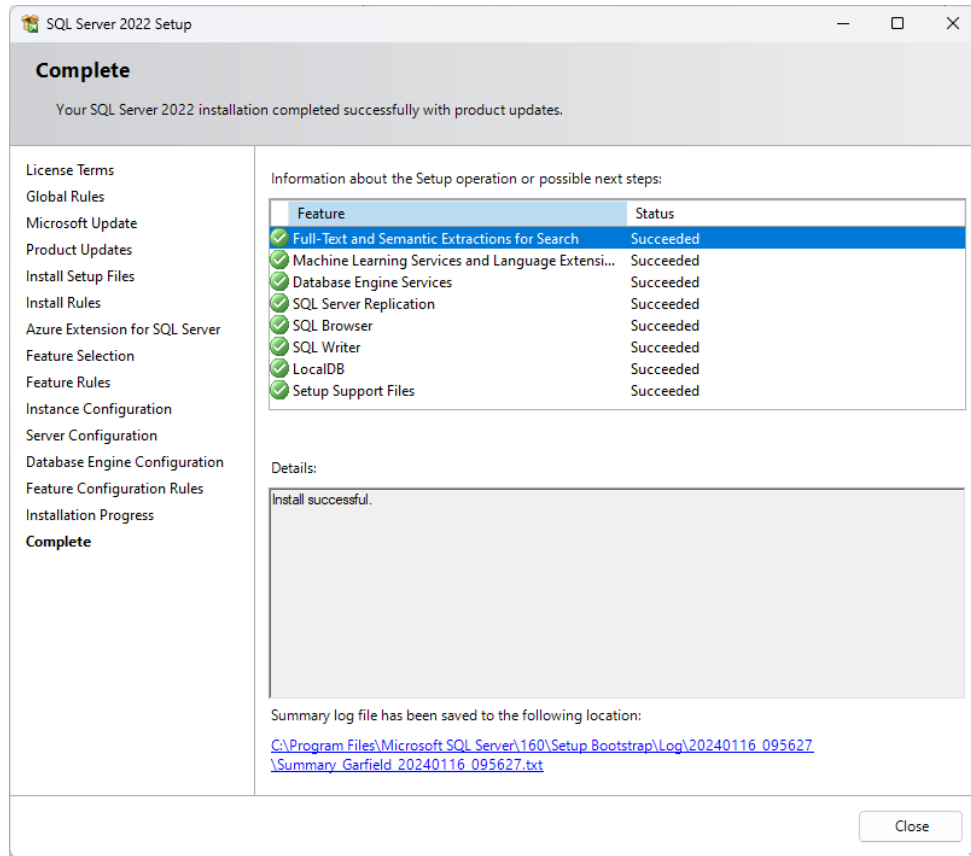 SQL Server 2022 Setup
Complete
Your SQL Server 2022 installation completed successfully with product updates.
License Terms
Global Rules
Microsoft Update
Product Updates
Install Setup Files
Install Rules
Azure Extension for SQL Server
Feature Selection
Feature Rules
Instance Configuration
Server Configuration
Database Engine Configuration
Feature Configuration Rules
Installation Progress
Complete
Information about the Setup operation or possible next steps:
Feature Status
Full-Text and Semantic Extractions for Search Succeeded
Machine Learning Services and Language Extensi... Succeeded
Database Engine Services Succeeded
SQL Server Replication Succeeded
SQL Browser Succeeded
SQL Writer Succeeded
LocalDB Succeeded
Setup Support Files Succeeded
Details:
Install successful.
Summary log file has been saved to the following location:
C:\Program Files\Microsoft SQL Server\160\Setup Bootstrap\Log\20240116_095627
\Summary_Garfield_20240116_095627.txt
Close